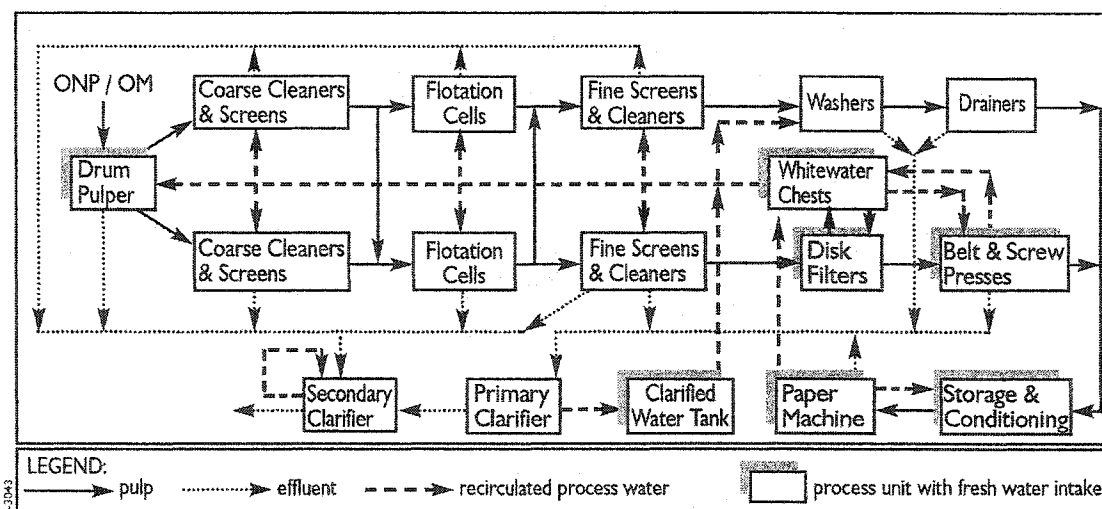 ONP / OM
Coarse Cleaners
& Screens
Flotation
Cells
Fine Screens
& Cleaners
Washers
Drainers
Drum
Pulper
Whitewater
Chests
Coarse Cleaners
& Screens
Flotation
Cells
Fine Screens
& Cleaners
Disk
Filters
Belt & Screw
Presses
Secondary
Clarifier
Primary
Clarifier
Clarified
Water Tank
Paper
Machine
Storage &
Conditioning
LEGEND:
pulp
effluent
recirculated process water
process unit with fresh water intake
-3043